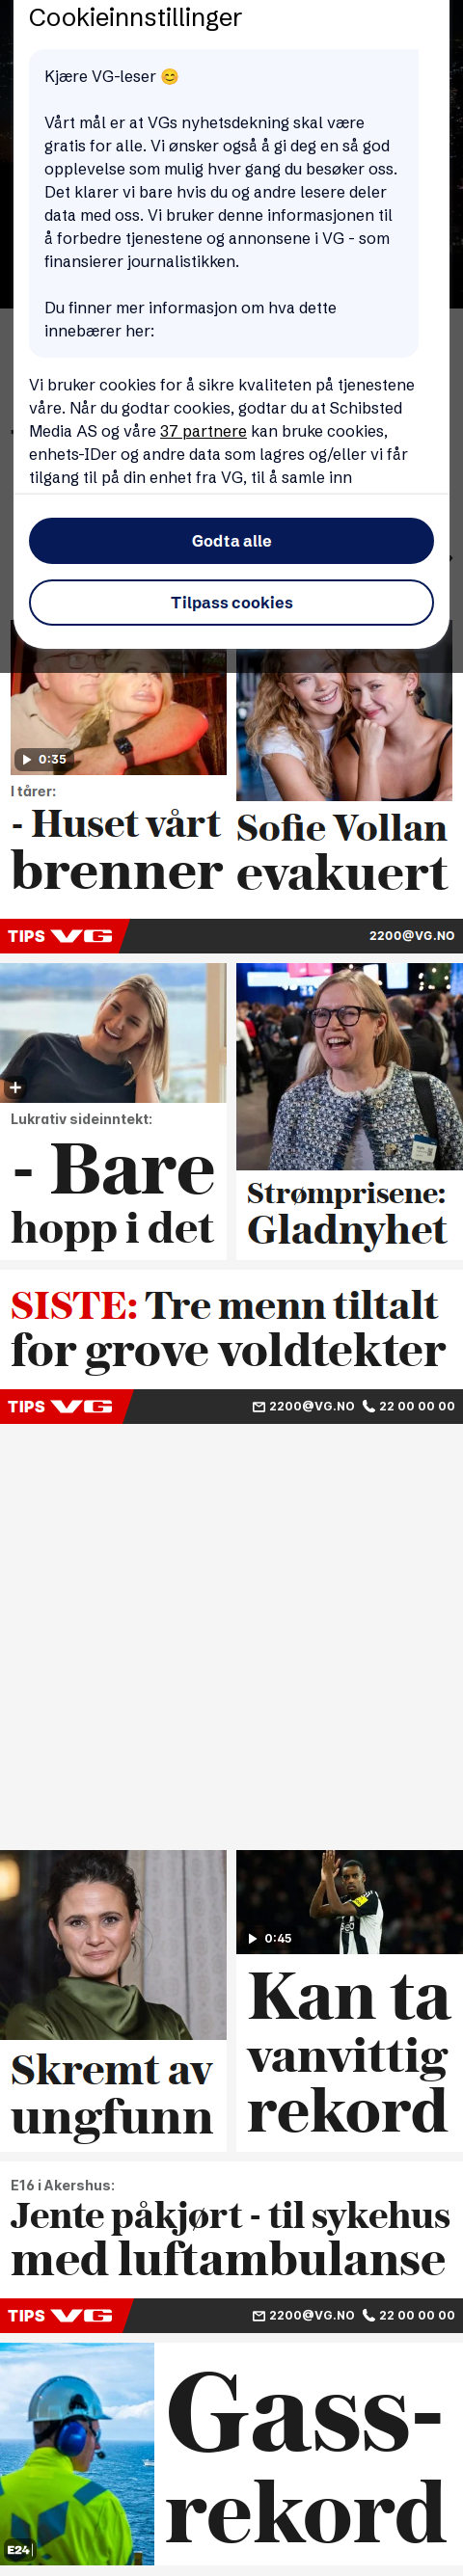 Cookieinnstillinger
Kjære VG-leser 😊
Vårt mål er at VGs nyhetsdekning skal være
gratis for alle. Vi ønsker også å gi deg en så god
opplevelse som mulig hver gang du besøker oss.
Det klarer vi bare hvis du og andre lesere deler
data med oss. Vi bruker denne informasjonen til
å forbedre tjenestene og annonsene i VG - som
finansierer journalistikken.
Du finner mer informasjon om hva dette
innebærer her:
Vi bruker cookies for å sikre kvaliteten på tjenestene
våre. Når du godtar cookies, godtar du at Schibsted
Media AS og våre 37 partnere kan bruke cookies,
enhets-IDer og andre data som lagres og/eller vi får
tilgang til på din enhet fra VG, til å samle inn
Godta alle
Tilpass cookies
0:35
I tårer:
- Huset vårt
brenner
Sofie Vollan
evakuert
TIPS VG 2200@VG.NO
Lukrativ sideinntekt:
- Bare
hopp i det
Strømprisene:
Gladnyhet
SISTE: Tre menn tiltalt
for grove voldtekter
TIPS VG 2200@VG.NO 22 00 00 00
Skremt av
ungfunn
0:45
Kan ta
vanvittig
rekord
E16 i Akershus:
Jente påkjørt - til sykehus
med luftambulanse
TIPS VG 2200@VG.NO 22 00 00 00
E24
Gass-
rekord